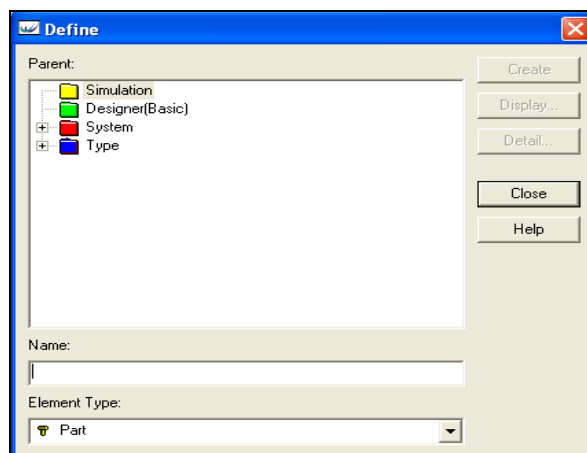 Define
Parent:
Simulation
Designer(Basic)
System
Type
Create
Display...
Detail...
Close
Help
Name:
Element Type:
Part